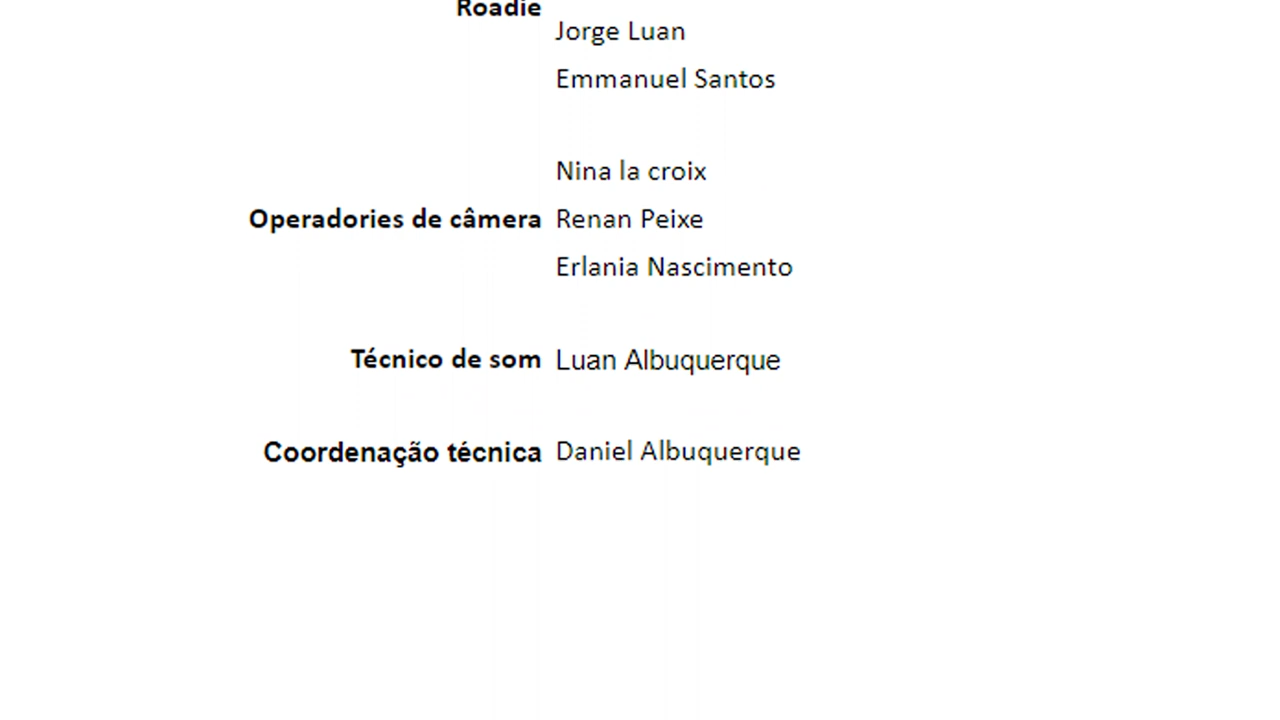 Roadie
Jorge Luan
Emmanuel Santos
Nina la croix
Operadories de câmera Renan Peixe
Erlania Nascimento
Técnico de som Luan Albuquerque
Coordenação técnica Daniel Albuquerque